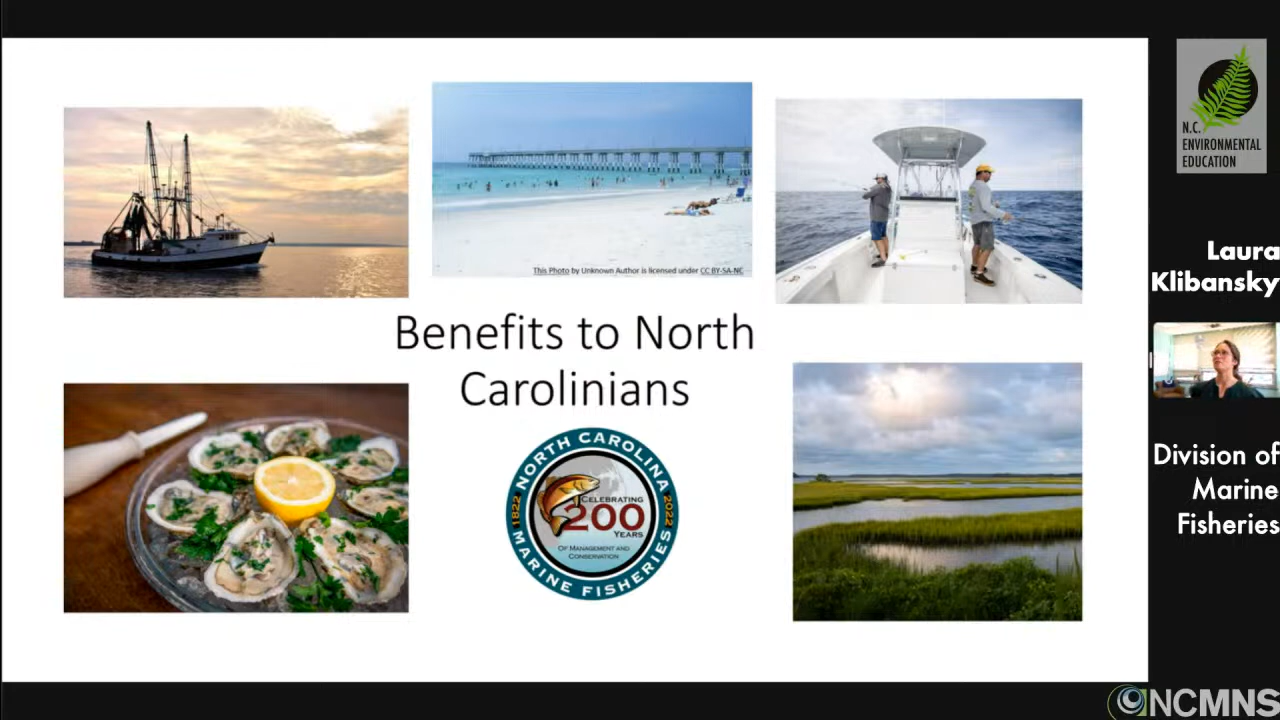 This Photo by Unknown Author is licensed under CC BY-SA-NC
Benefits to North
Carolinians
NORTH CAROLINA
1822
2022
CELEBRATING
200
YEARS
OF MANAGEMENT AND
CONSERVATION
MARINE FISHERIES
N.C.
ENVIRONMENTAL
EDUCATION
Laura
Klibansky
Division of
Marine
Fisheries
NCMNS